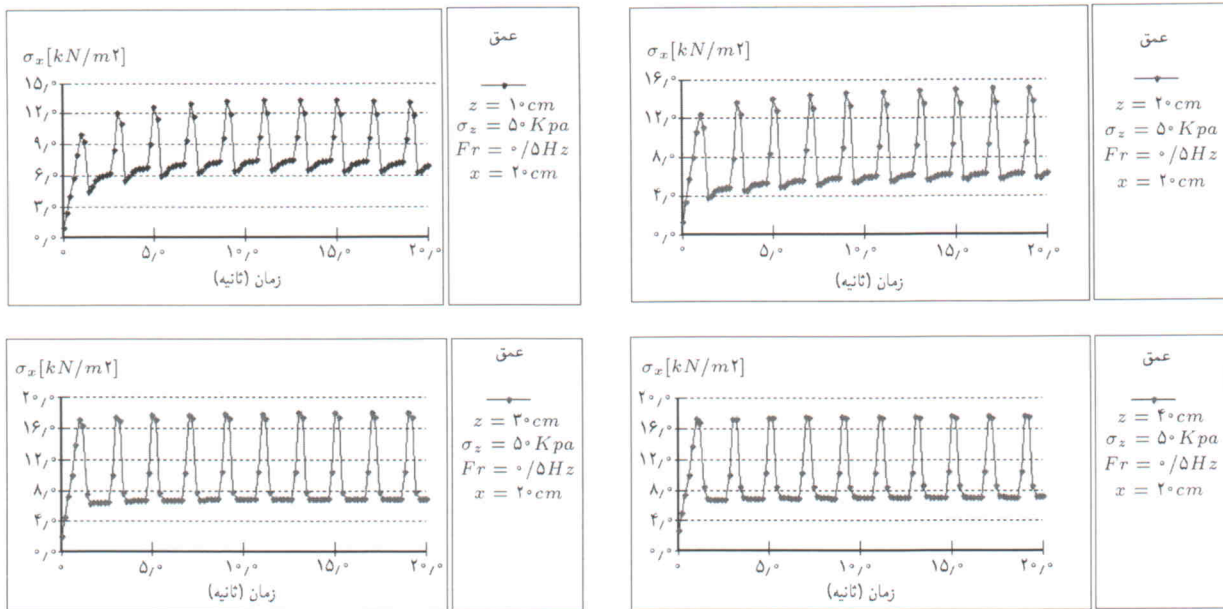 σₓ[kN/m۲]
۱۵٫۰
۱۲٫۰
۹٫۰
۶٫۰
۳٫۰
۰٫۰
۰ ۵٫۰ ۱۰٫۰ ۱۵٫۰ ۲۰٫۰
زمان (ثانیه)
عمق
z = ۱۰cm
σ_z = ۵۰Kpa
Fr = ۰/۵Hz
x = ۲۰cm
σₓ[kN/m۲]
۱۶٫۰
۱۲٫۰
۸٫۰
۴٫۰
۰٫۰
۰ ۵٫۰ ۱۰٫۰ ۱۵٫۰ ۲۰٫۰
زمان (ثانیه)
عمق
z = ۲۰cm
σ_z = ۵۰Kpa
Fr = ۰/۵Hz
x = ۲۰cm
σₓ[kN/m۲]
۲۰٫۰
۱۶٫۰
۱۲٫۰
۸٫۰
۴٫۰
۰٫۰
۰ ۵٫۰ ۱۰٫۰ ۱۵٫۰ ۲۰٫۰
زمان (ثانیه)
عمق
z = ۳۰cm
σ_z = ۵۰Kpa
Fr = ۰/۵Hz
x = ۲۰cm
σₓ[kN/m۲]
۲۰٫۰
۱۶٫۰
۱۲٫۰
۸٫۰
۴٫۰
۰٫۰
۰ ۵٫۰ ۱۰٫۰ ۱۵٫۰ ۲۰٫۰
زمان (ثانیه)
عمق
z = ۴۰cm
σ_z = ۵۰Kpa
Fr = ۰/۵Hz
x = ۲۰cm